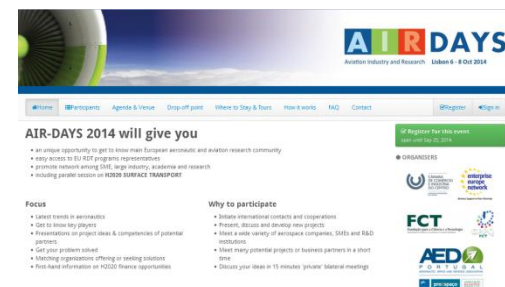 AIRDAYS
Aviation Industry and Research Lisbon 6 - 8 Oct 2014
Home Participants Agenda & Venue Drop-off point Where to Stay & Tours How it works FAQ Contact Register Sign in
AIR-DAYS 2014 will give you
• an unique opportunity to get to know main European aeronautic and aviation research community
• easy access to EU RDT programs representatives
• promote network among SME, large industry, academia and research
• including parallel session on H2020 SURFACE TRANSPORT
Focus
• Latest trends in aeronautics
• Get to know key players
• Presentations on project ideas & competencies of potential
partners
• Get your problem solved
• Matching organizations offering or seeking solutions
• First-hand information on H2020 finance opportunities
Why to participate
• Initiate international contacts and cooperations
• Present, discuss and develop new projects
• Meet a wide variety of aerospace companies, SMEs and R&D
institutions
• Meet many potential projects or business partners in a short
time
• Discuss your ideas in 15 minutes 'private' bilateral meetings
Register for this event
open until Sep 25, 2014
ORGANISERS
enterprise
europe
network
FCT
AED
PORTUGAL
proespaço